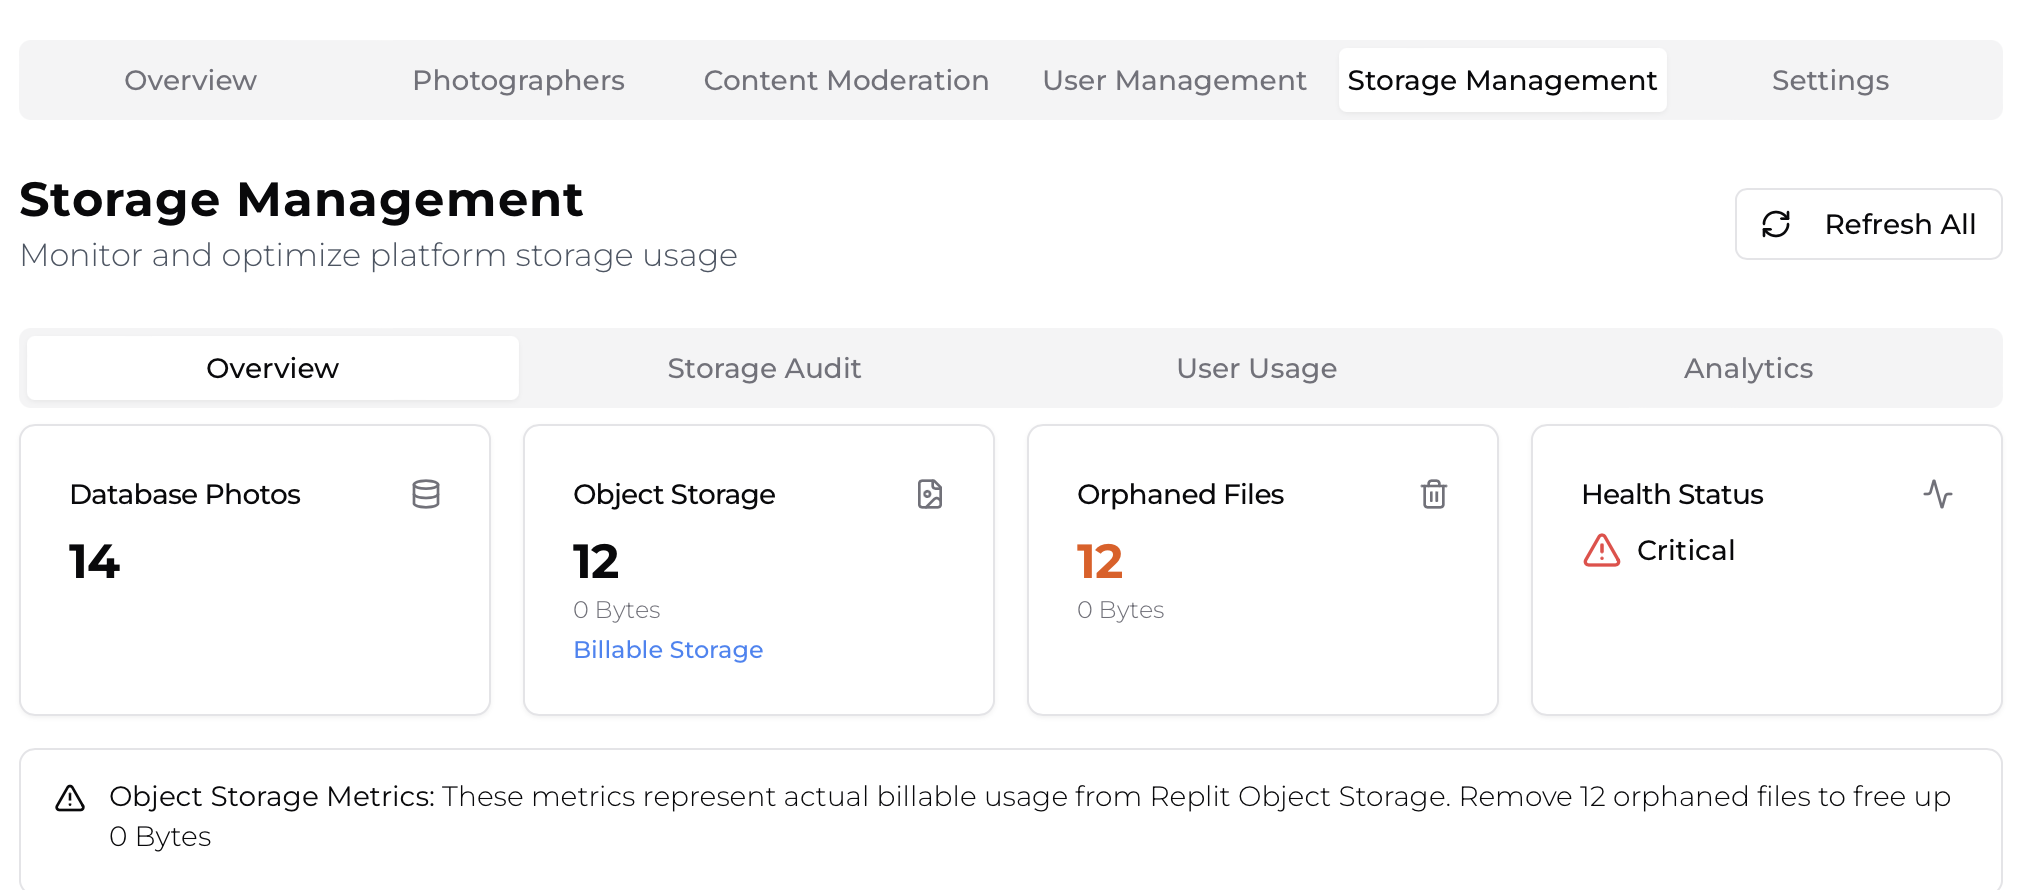 Overview
Photographers
Content Moderation
User Management
Storage Management
Settings
Storage Management
Monitor and optimize platform storage usage
Refresh All
Overview
Storage Audit
User Usage
Analytics
Database Photos
14
Object Storage
12
0 Bytes
Billable Storage
Orphaned Files
12
0 Bytes
Health Status
Critical
Object Storage Metrics: These metrics represent actual billable usage from Replit Object Storage. Remove 12 orphaned files to free up
0 Bytes